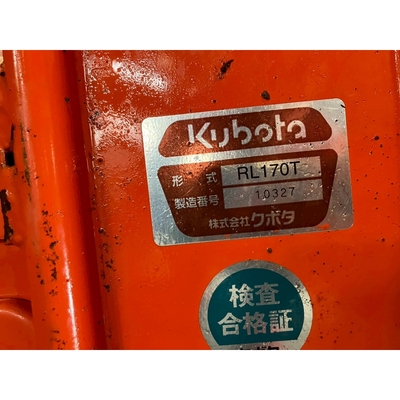 Kubota
形式 RL170T
製造番号 10327
株式会社クボタ
検査
合格証